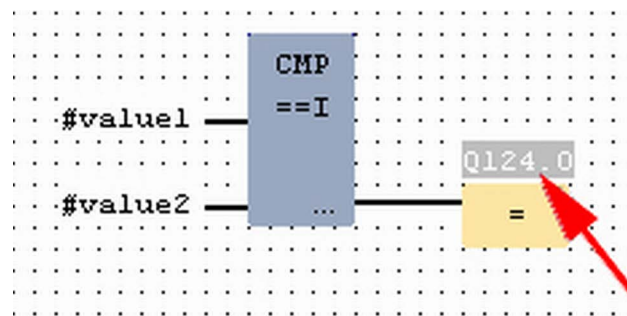 CMP
==I
#value1
#value2
...
Q124.0
=